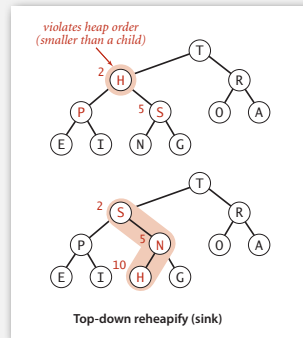 violates heap order
(smaller than a child)
T
2 H R
P 5 S O A
E I N G
T
2 S R
P 5 N O A
E I 10 H G
Top-down reheapify (sink)